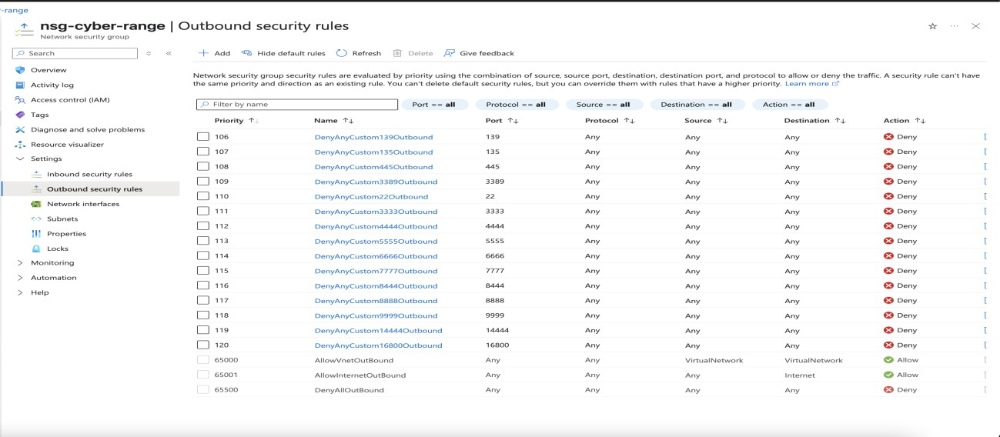 -range
nsg-cyber-range | Outbound security rules
Network security group
Search
Overview
Activity log
Access control (IAM)
Tags
Diagnose and solve problems
Resource visualizer
Settings
Inbound security rules
Outbound security rules
Network interfaces
Subnets
Properties
Locks
Monitoring
Automation
Help
Add Hide default rules Refresh Delete Give feedback
Network security group security rules are evaluated by priority using the combination of source, source port, destination, destination port, and protocol to allow or deny the traffic. A security rule can't have
the same priority and direction as an existing rule. You can't delete default security rules, but you can override them with rules that have a higher priority. Learn more
Filter by name Port == all Protocol == all Source == all Destination == all Action == all
Priority Name Port Protocol Source Destination Action
106 DenyAnyCustom139Outbound 139 Any Any Any Deny
107 DenyAnyCustom135Outbound 135 Any Any Any Deny
108 DenyAnyCustom445Outbound 445 Any Any Any Deny
109 DenyAnyCustom3389Outbound 3389 Any Any Any Deny
110 DenyAnyCustom22Outbound 22 Any Any Any Deny
111 DenyAnyCustom3333Outbound 3333 Any Any Any Deny
112 DenyAnyCustom4444Outbound 4444 Any Any Any Deny
113 DenyAnyCustom5555Outbound 5555 Any Any Any Deny
114 DenyAnyCustom6666Outbound 6666 Any Any Any Deny
115 DenyAnyCustom7777Outbound 7777 Any Any Any Deny
116 DenyAnyCustom8444Outbound 8444 Any Any Any Deny
117 DenyAnyCustom8888Outbound 8888 Any Any Any Deny
118 DenyAnyCustom9999Outbound 9999 Any Any Any Deny
119 DenyAnyCustom14444Outbound 14444 Any Any Any Deny
120 DenyAnyCustom16800Outbound 16800 Any Any Any Deny
65000 AllowVnetOutBound Any Any VirtualNetwork VirtualNetwork Allow
65001 AllowInternetOutBound Any Any Any Internet Allow
65500 DenyAllOutBound Any Any Any Any Deny